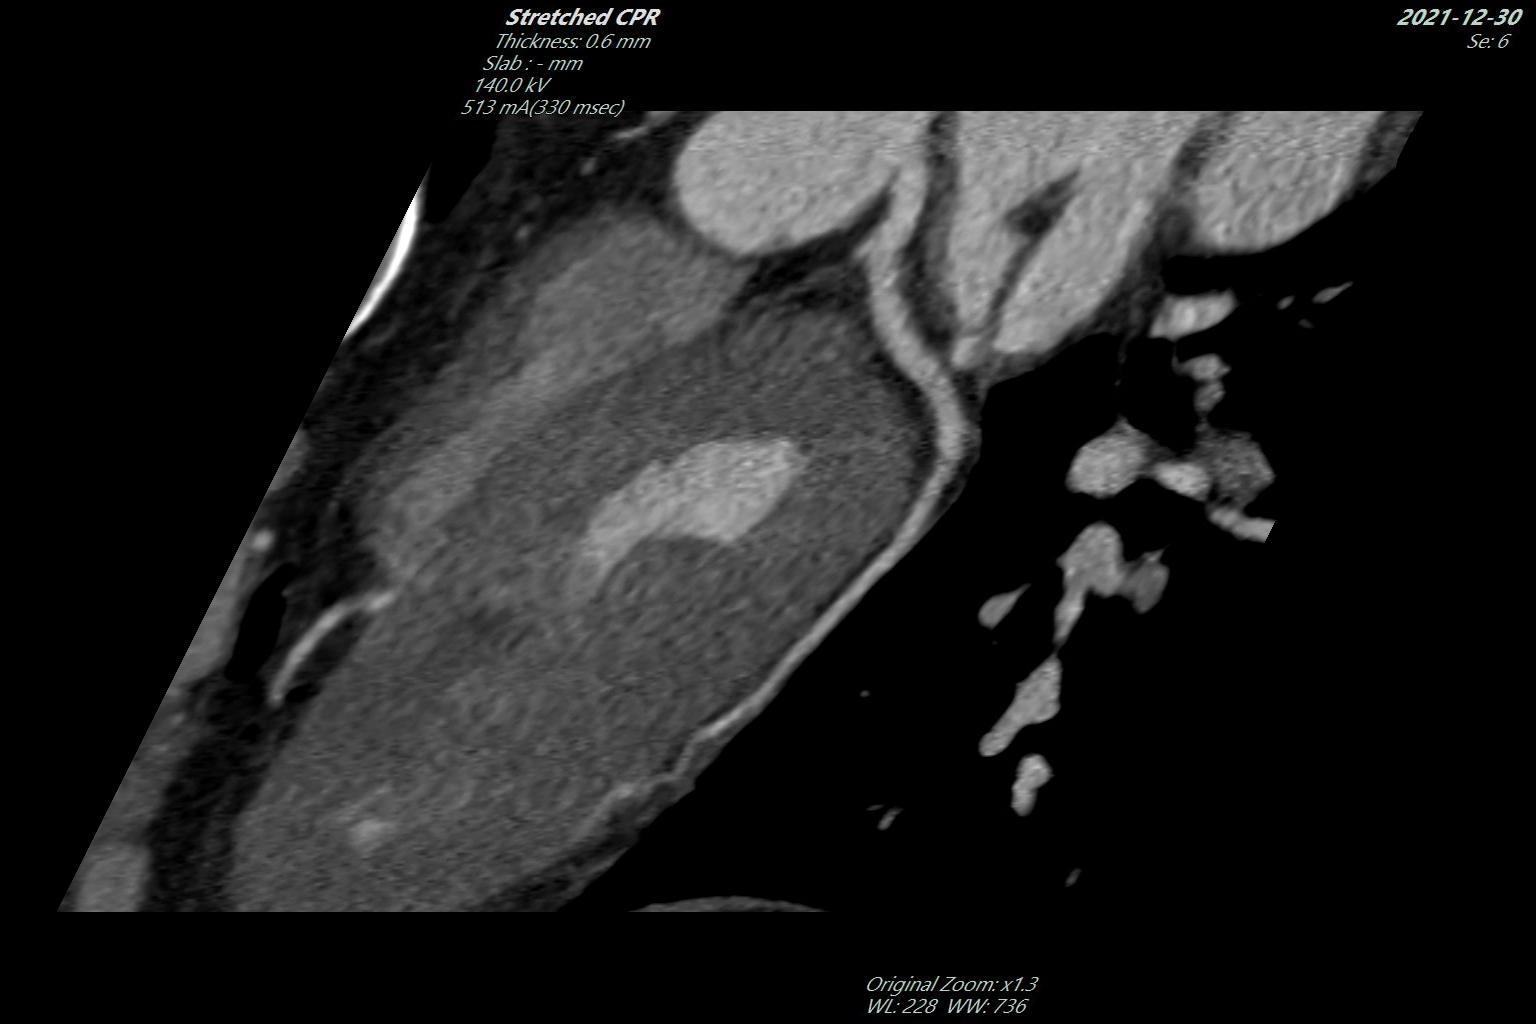 Stretched CPR
Thickness: 0.6 mm
Slab : - mm
140.0 kV
513 mA(330 msec)
2021-12-30
Se: 6
Original Zoom: x1.3
WL: 228 WW: 736